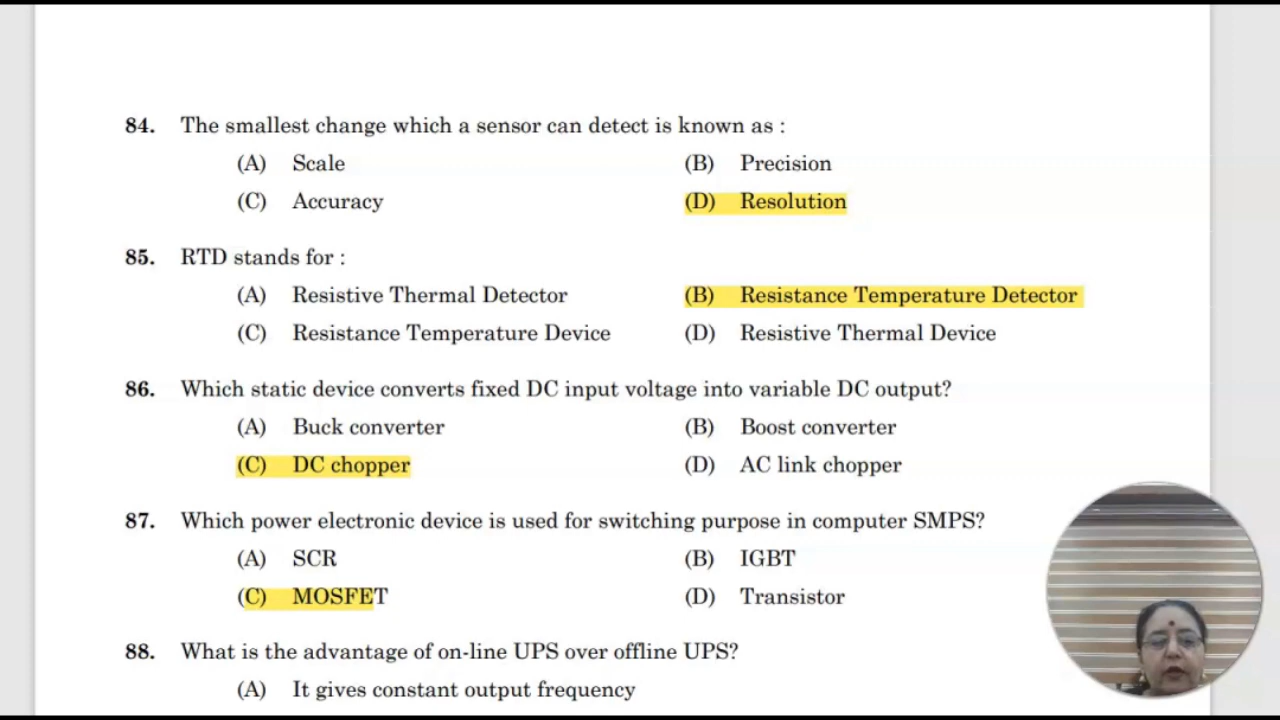 84. The smallest change which a sensor can detect is known as :
(A) Scale (B) Precision
(C) Accuracy (D) Resolution
85. RTD stands for :
(A) Resistive Thermal Detector (B) Resistance Temperature Detector
(C) Resistance Temperature Device (D) Resistive Thermal Device
86. Which static device converts fixed DC input voltage into variable DC output?
(A) Buck converter (B) Boost converter
(C) DC chopper (D) AC link chopper
87. Which power electronic device is used for switching purpose in computer SMPS?
(A) SCR (B) IGBT
(C) MOSFET (D) Transistor
88. What is the advantage of on-line UPS over offline UPS?
(A) It gives constant output frequency